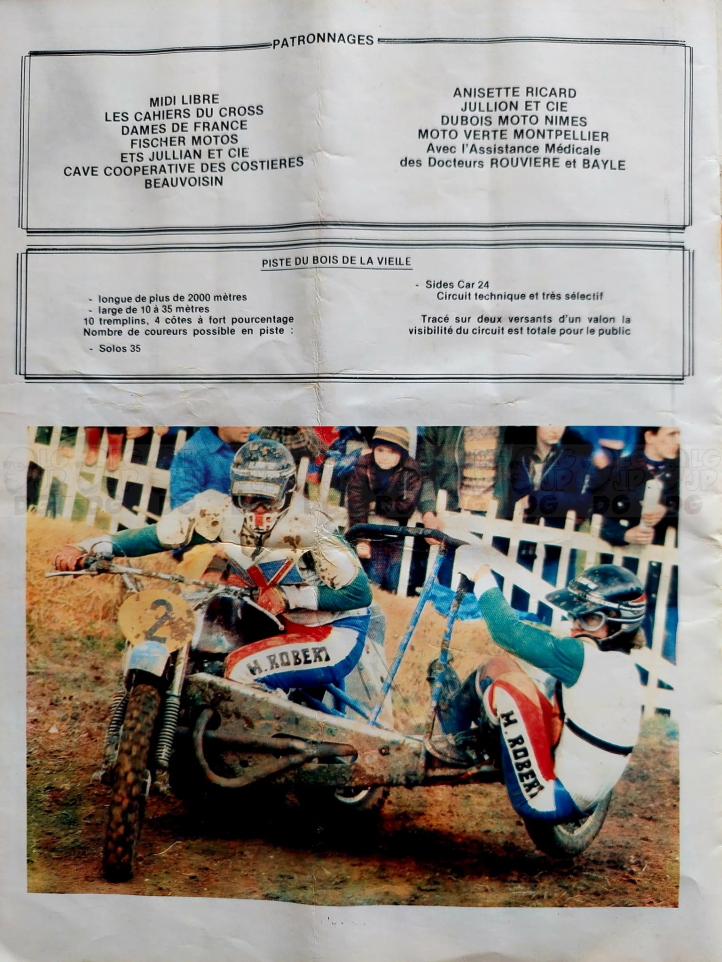 PATRONNAGES
MIDI LIBRE
LES CAHIERS DU CROSS
DAMES DE FRANCE
FISCHER MOTOS
ETS JULLIAN ET CIE
CAVE COOPERATIVE DES COSTIERES
BEAUVOISIN
ANISETTE RICARD
JULLION ET CIE
DUBOIS MOTO NIMES
MOTO VERTE MONTPELLIER
Avec l'Assistance Médicale
des Docteurs ROUVIERE et BAYLE
PISTE DU BOIS DE LA VIEILE
- longue de plus de 2000 mètres
- large de 10 à 35 mètres
10 tremplins, 4 côtes à fort pourcentage
Nombre de coureurs possible en piste :
- Solos 35
- Sides Car 24
Circuit technique et très sélectif
Tracé sur deux versants d'un valon la
visibilité du circuit est totale pour le public
2
M. ROBERT
M. ROBERT